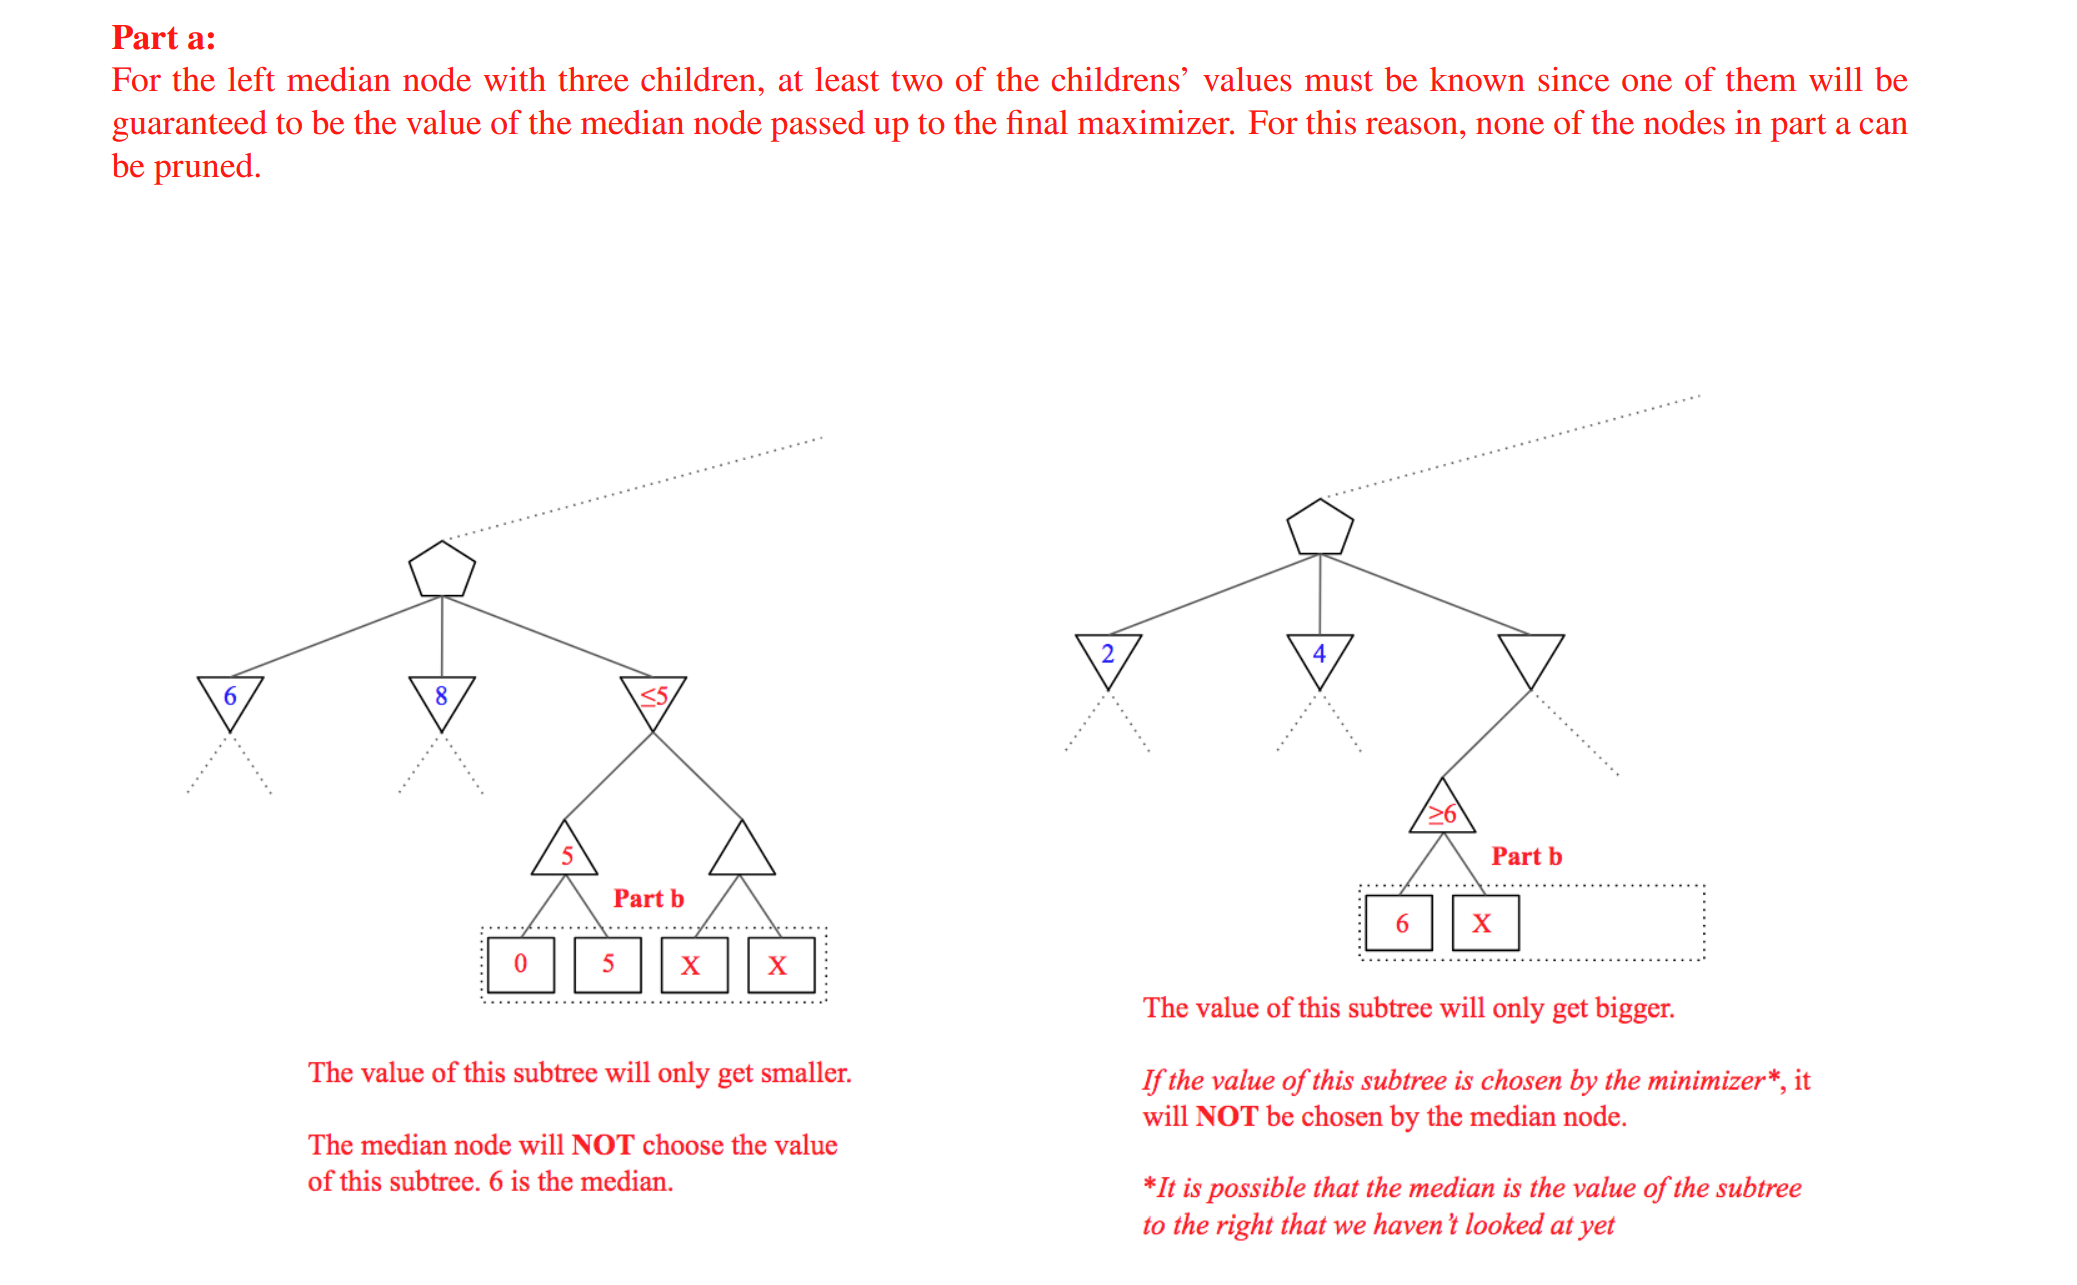 Part a:
For the left median node with three children, at least two of the childrens’ values must be known since one of them will be
guaranteed to be the value of the median node passed up to the final maximizer. For this reason, none of the nodes in part a can
be pruned.
6
8
≤5
5
Part b
0
5
X
X
The value of this subtree will only get smaller.
The median node will NOT choose the value
of this subtree. 6 is the median.
2
4
≥6
Part b
6
X
The value of this subtree will only get bigger.
If the value of this subtree is chosen by the minimizer*, it
will NOT be chosen by the median node.
*It is possible that the median is the value of the subtree
to the right that we haven’t looked at yet